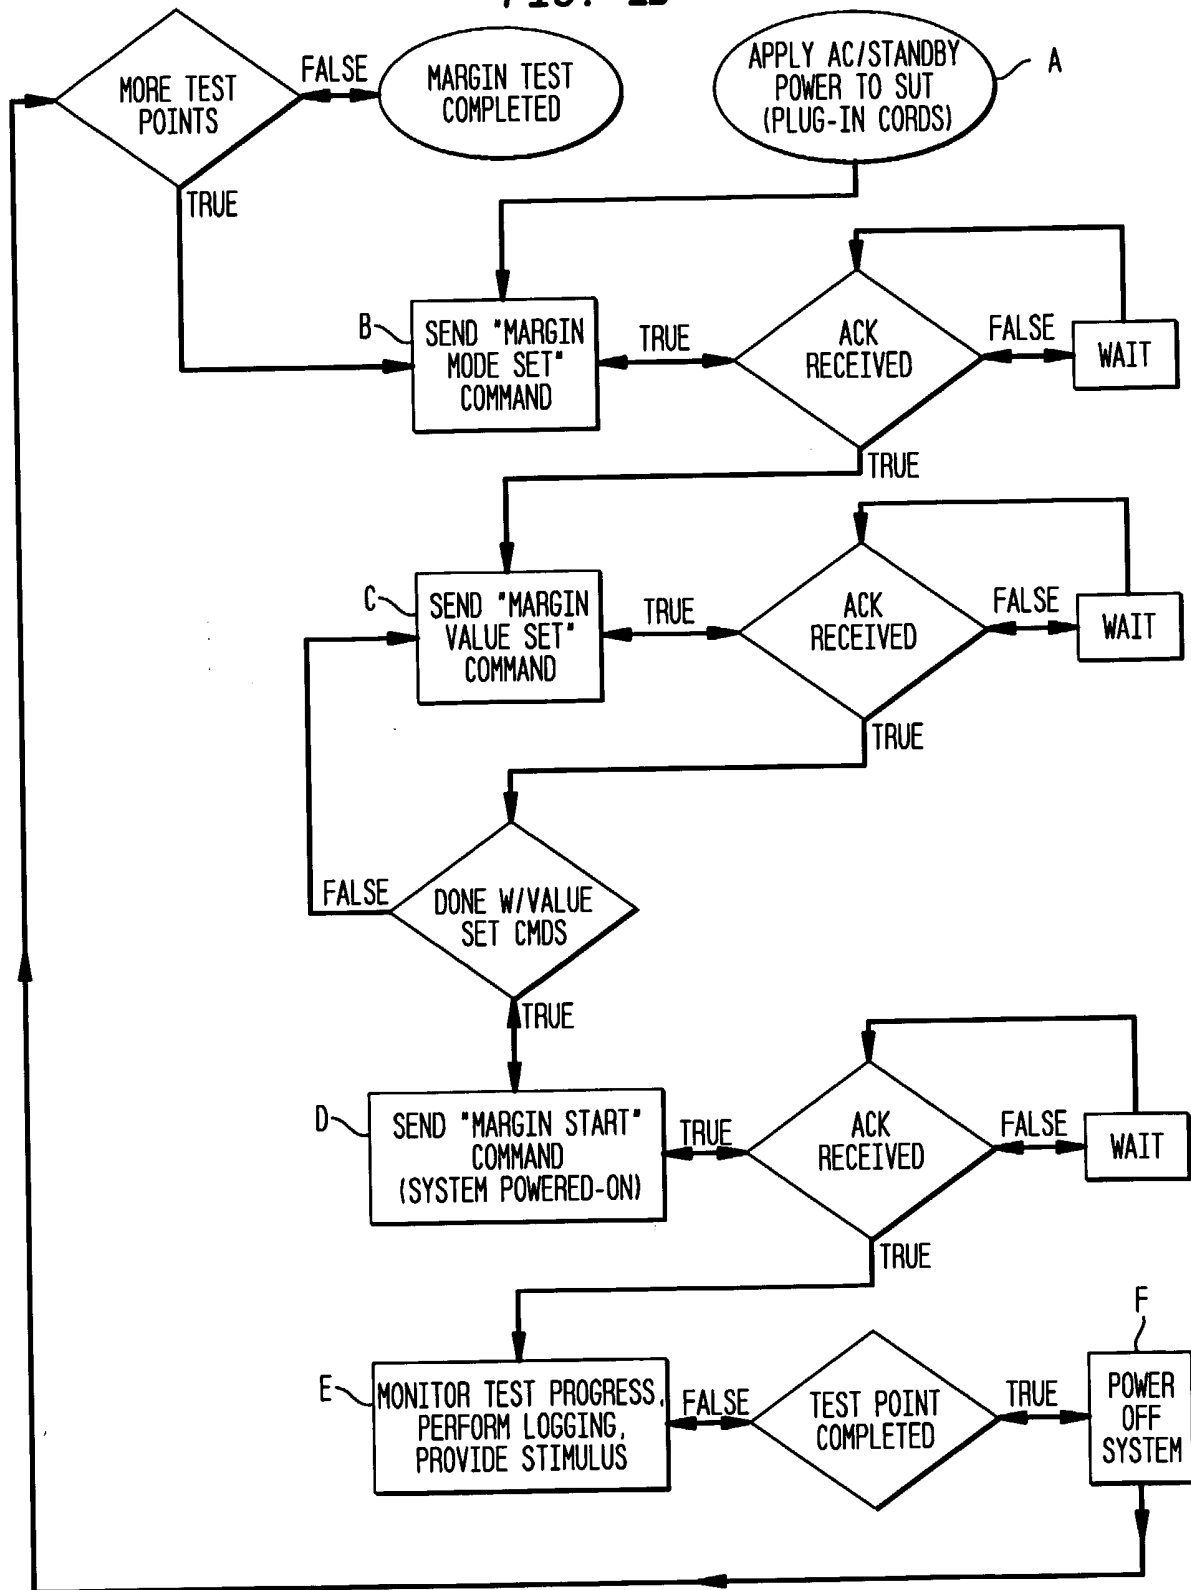 MORE TEST
POINTS
FALSE
MARGIN TEST
COMPLETED
APPLY AC/STANDBY
POWER TO SUT
(PLUG-IN CORDS)
A
TRUE
B
SEND "MARGIN
MODE SET"
COMMAND
TRUE
ACK
RECEIVED
FALSE
WAIT
TRUE
C
SEND "MARGIN
VALUE SET"
COMMAND
TRUE
ACK
RECEIVED
FALSE
WAIT
TRUE
FALSE
DONE W/VALUE
SET CMDS
TRUE
D
SEND "MARGIN START"
COMMAND
(SYSTEM POWERED-ON)
TRUE
ACK
RECEIVED
FALSE
WAIT
TRUE
E
MONITOR TEST PROGRESS,
PERFORM LOGGING,
PROVIDE STIMULUS
FALSE
TEST POINT
COMPLETED
TRUE
F
POWER
OFF
SYSTEM